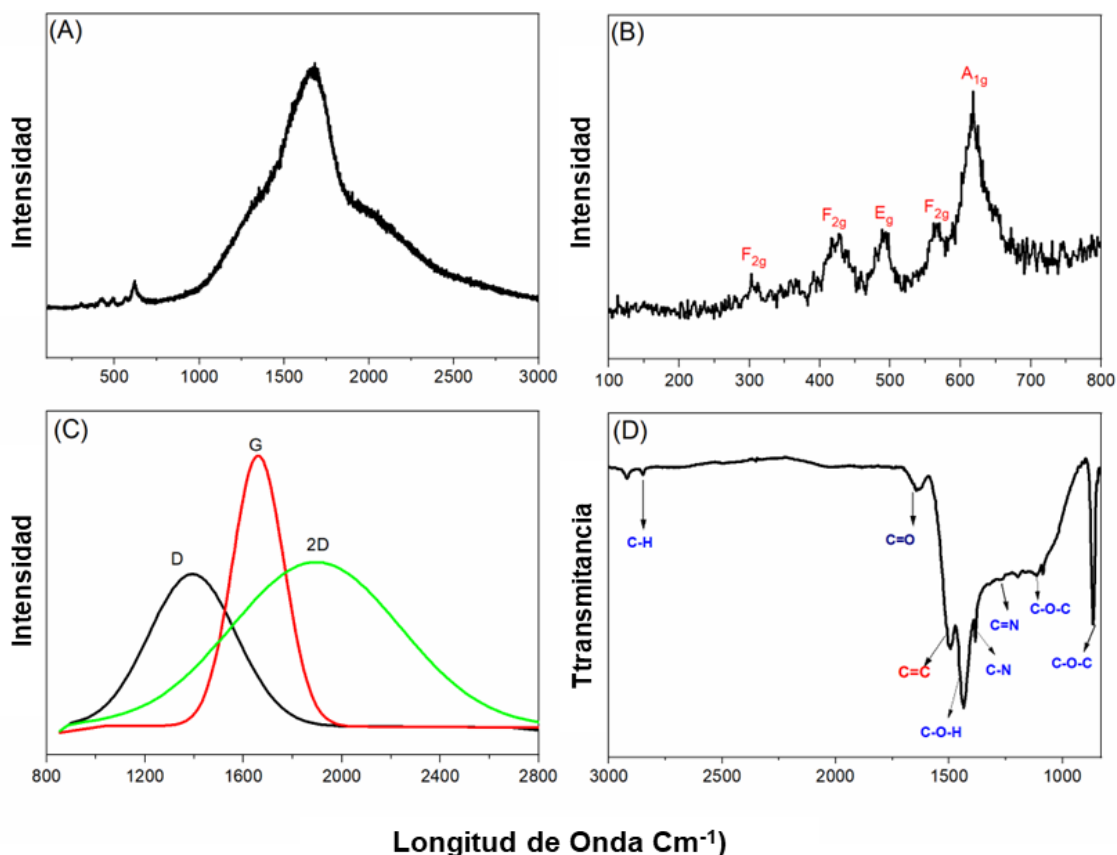 (A)
Intensidad
500
1000
1500
2000
2500
3000
(B)
Intensidad
F2g
F2g
Eg
F2g
A1g
100
200
300
400
500
600
700
800
(C)
Intensidad
D
G
2D
800
1200
1600
2000
2400
2800
(D)
Ttransmitancia
C-H
C=O
C=C
C-O-H
C-N
C=N
C-O-C
C-O-C
3000
2500
2000
1500
1000
Longitud de Onda Cm-1)